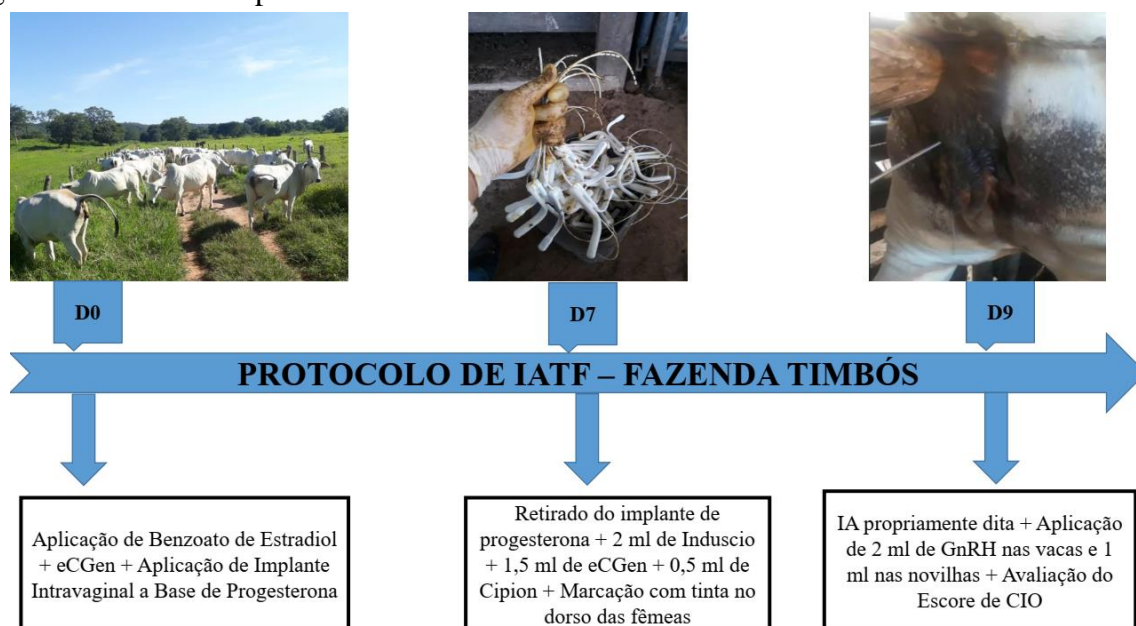 D0
D7
D9
PROTOCOLO DE IATF – FAZENDA TIMBÓS
Aplicação de Benzoato de Estradiol
+ eCGen + Aplicação de Implante
Intravaginal a Base de Progesterona
Retirado do implante de
progesterona + 2 ml de Induscio
+ 1,5 ml de eCGen + 0,5 ml de
Cipion + Marcação com tinta no
dorso das fêmeas
IA propriamente dita + Aplicação
de 2 ml de GnRH nas vacas e 1
ml nas novilhas + Avaliação do
Escore de CIO